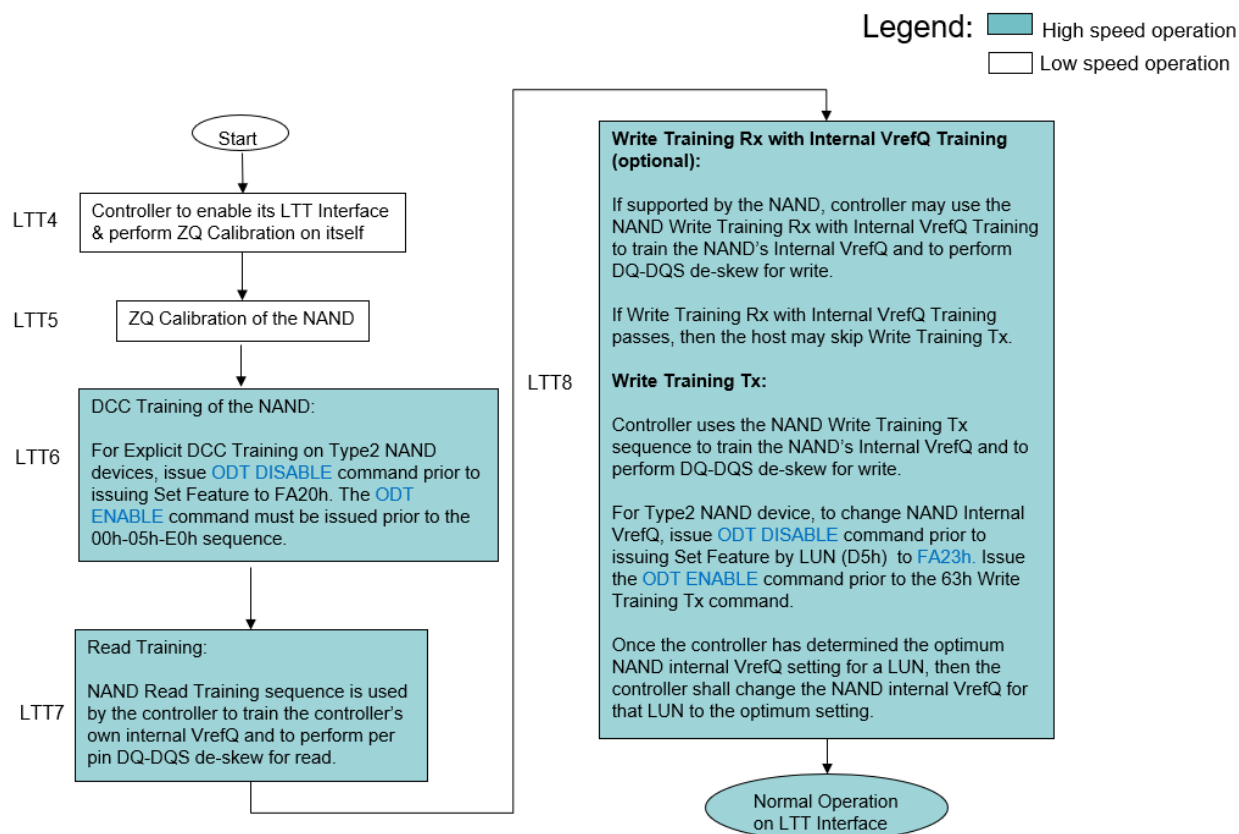 Legend:
High speed operation
Low speed operation
Start
LTT4
Controller to enable its LTT Interface
& perform ZQ Calibration on itself
LTT5
ZQ Calibration of the NAND
LTT6
DCC Training of the NAND:
For Explicit DCC Training on Type2 NAND
devices, issue ODT DISABLE command prior to
issuing Set Feature to FA20h. The ODT
ENABLE command must be issued prior to the
00h-05h-E0h sequence.
LTT7
Read Training:
NAND Read Training sequence is used
by the controller to train the controller's
own internal VrefQ and to perform per
pin DQ-DQS de-skew for read.
LTT8
Write Training Rx with Internal VrefQ Training
(optional):
If supported by the NAND, controller may use the
NAND Write Training Rx with Internal VrefQ Training
to train the NAND's Internal VrefQ and to perform
DQ-DQS de-skew for write.
If Write Training Rx with Internal VrefQ Training
passes, then the host may skip Write Training Tx.
Write Training Tx:
Controller uses the NAND Write Training Tx
sequence to train the NAND's Internal VrefQ and to
perform DQ-DQS de-skew for write.
For Type2 NAND device, to change NAND Internal
VrefQ, issue ODT DISABLE command prior to
issuing Set Feature by LUN (D5h) to FA23h. Issue
the ODT ENABLE command prior to the 63h Write
Training Tx command.
Once the controller has determined the optimum
NAND internal VrefQ setting for a LUN, then the
controller shall change the NAND internal VrefQ for
that LUN to the optimum setting.
Normal Operation
on LTT Interface